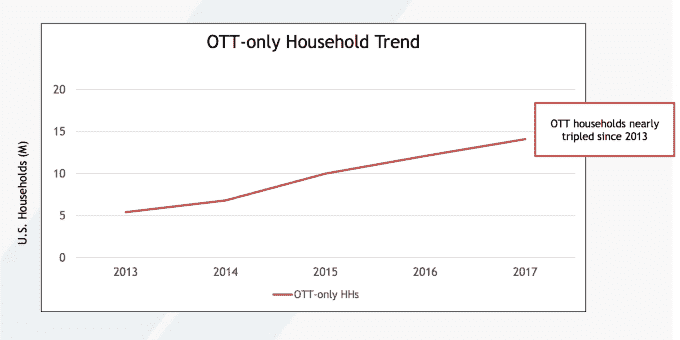 OTT-only Household Trend
U.S. Households (M)
20
15
10
5
0
2013 2014 2015 2016 2017
OTT-only HHs
OTT households nearly
tripled since 2013